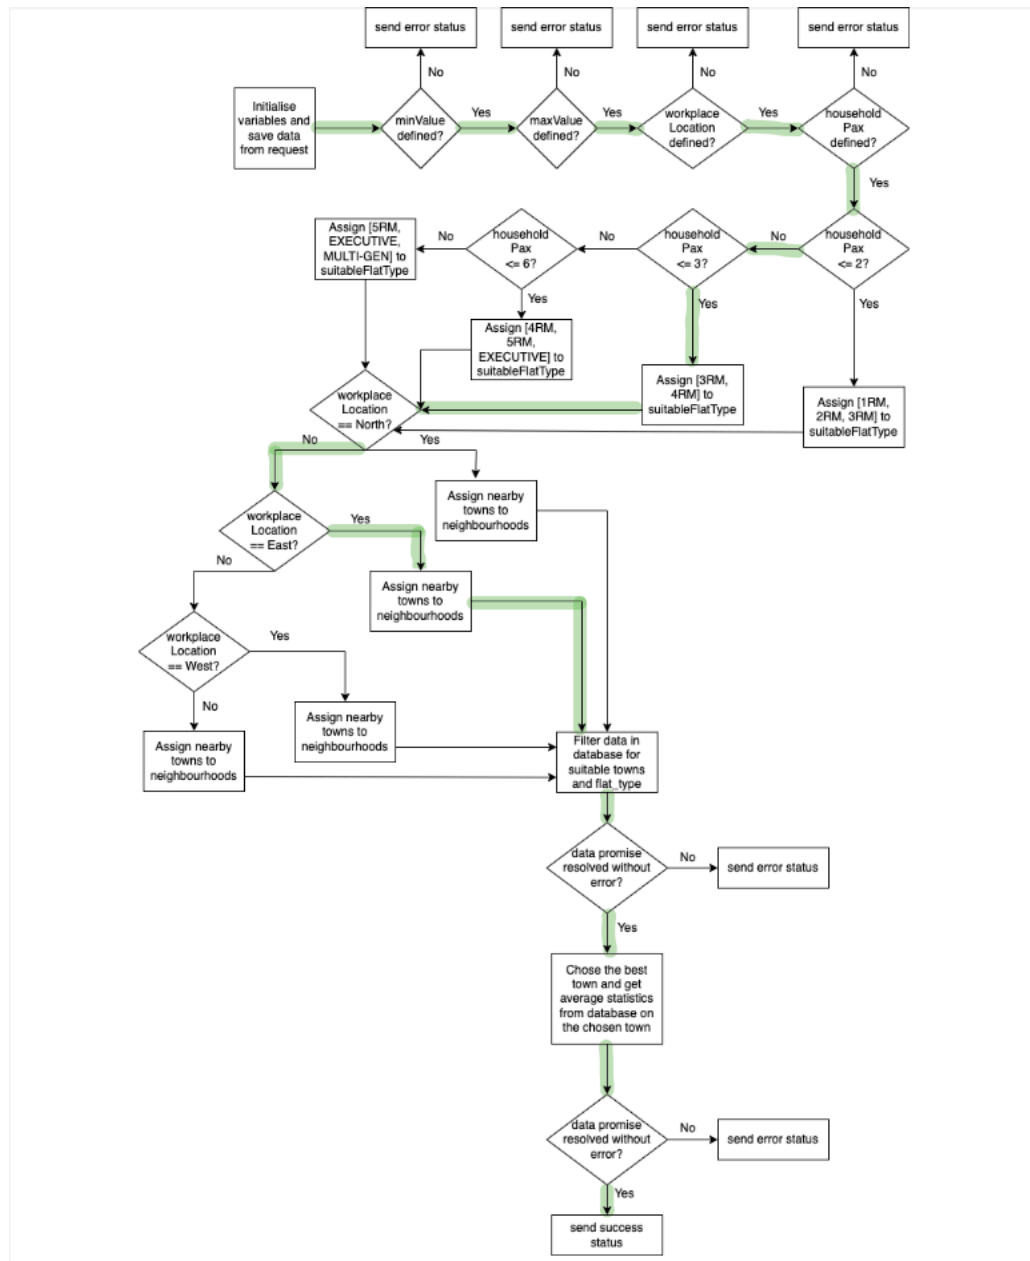 send error status
send error status
send error status
send error status
No
No
No
No
Initialise
variables and
save data
from request
minValue
defined?
Yes
maxValue
defined?
Yes
workplace
Location
defined?
Yes
household
Pax
defined?
Yes
Assign [5RM,
EXECUTIVE,
MULTI-GEN] to
suitableFlatType
No
household
Pax
<= 6?
No
household
Pax
<= 3?
No
household
Pax
<= 2?
Yes
Yes
Yes
Assign [4RM,
5RM,
EXECUTIVE] to
suitableFlatType
Assign [3RM,
4RM] to
suitableFlatType
Assign [1RM,
2RM, 3RM] to
suitableFlatType
workplace
Location
== North?
No
Yes
Assign nearby
towns to
neighbourhoods
workplace
Location
== East?
Yes
No
Assign nearby
towns to
neighbourhoods
workplace
Location
== West?
Yes
No
Assign nearby
towns to
neighbourhoods
Assign nearby
towns to
neighbourhoods
Filter data in
database for
suitable towns
and flat_type
data promise
resolved without
error?
No
send error status
Yes
Chose the best
town and get
average statistics
from database on
the chosen town
data promise
resolved without
error?
No
send error status
Yes
send success
status